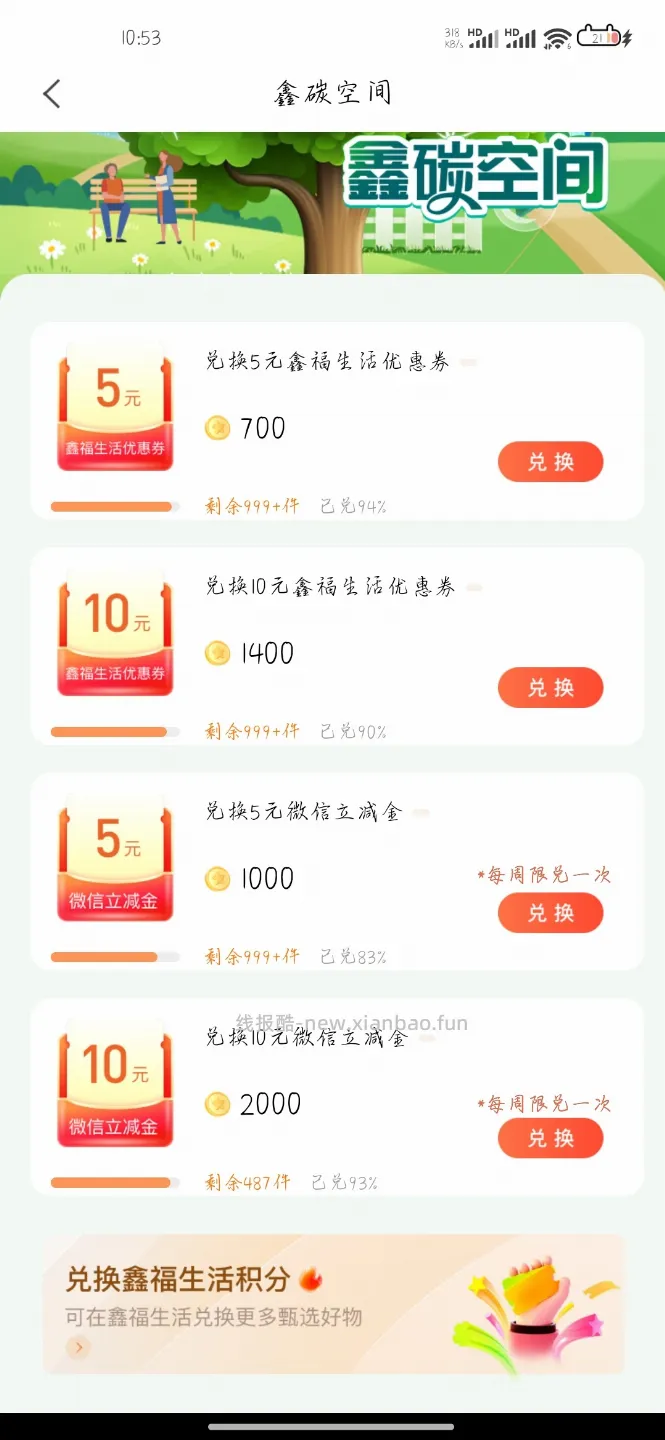 10:53
318 KB/s HD HD 6 21
鑫碳空间
鑫碳空间
5元
鑫福生活优惠券
兑换5元鑫福生活优惠券
700
兑换
剩余999+件 已兑94%
10元
鑫福生活优惠券
兑换10元鑫福生活优惠券
1400
兑换
剩余999+件 已兑90%
5元
微信立减金
兑换5元微信立减金
1000
*每周限兑一次
兑换
剩余999+件 已兑83%
线报酷-new.xianbao.fun
10元
微信立减金
兑换10元微信立减金
2000
*每周限兑一次
兑换
剩余487件 已兑93%
兑换鑫福生活积分
可在鑫福生活兑换更多甄选好物